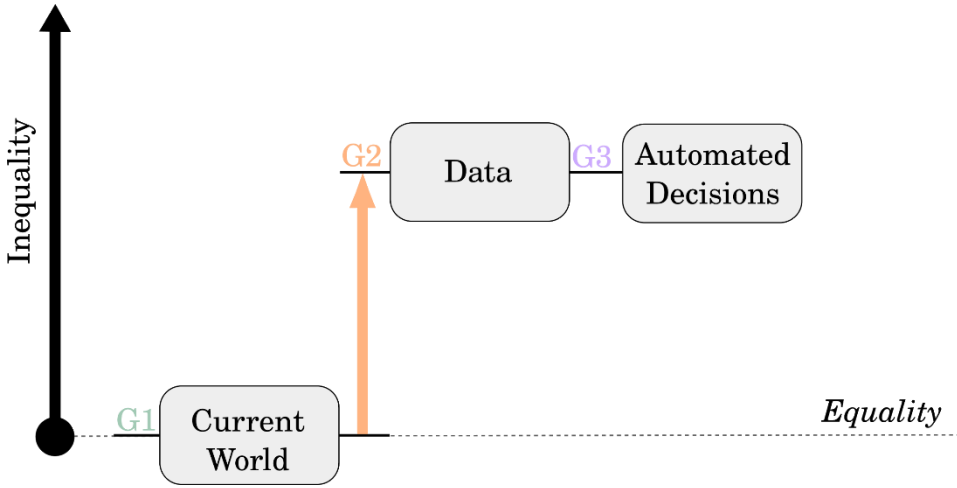 Inequality
G1
Current
World
G2
Data
G3
Automated
Decisions
Equality